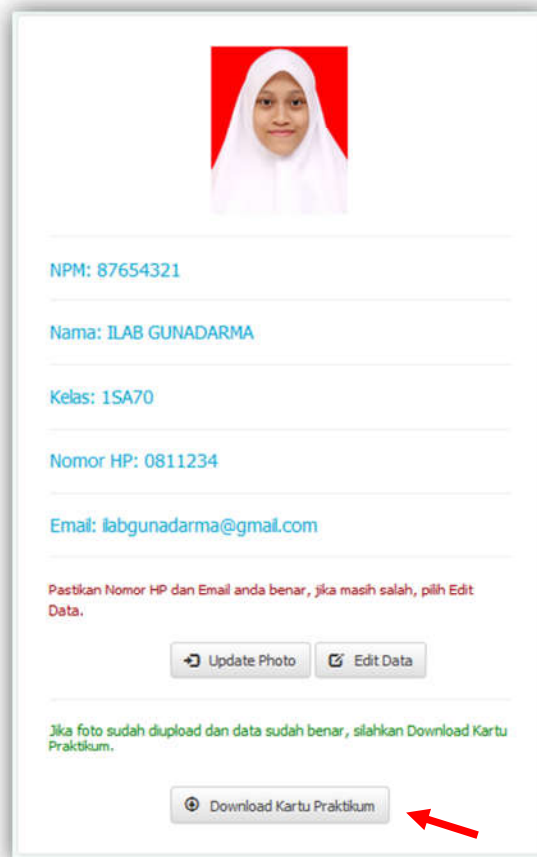 NPM: 87654321
Nama: ILAB GUNADARMA
Kelas: 1SA70
Nomor HP: 0811234
Email: ilabgunadarma@gmail.com
Pastikan Nomor HP dan Email anda benar, jika masih salah, pilih Edit
Data.
Update Photo Edit Data
Jika foto sudah diupload dan data sudah benar, silahkan Download Kartu
Praktikum.
Download Kartu Praktikum